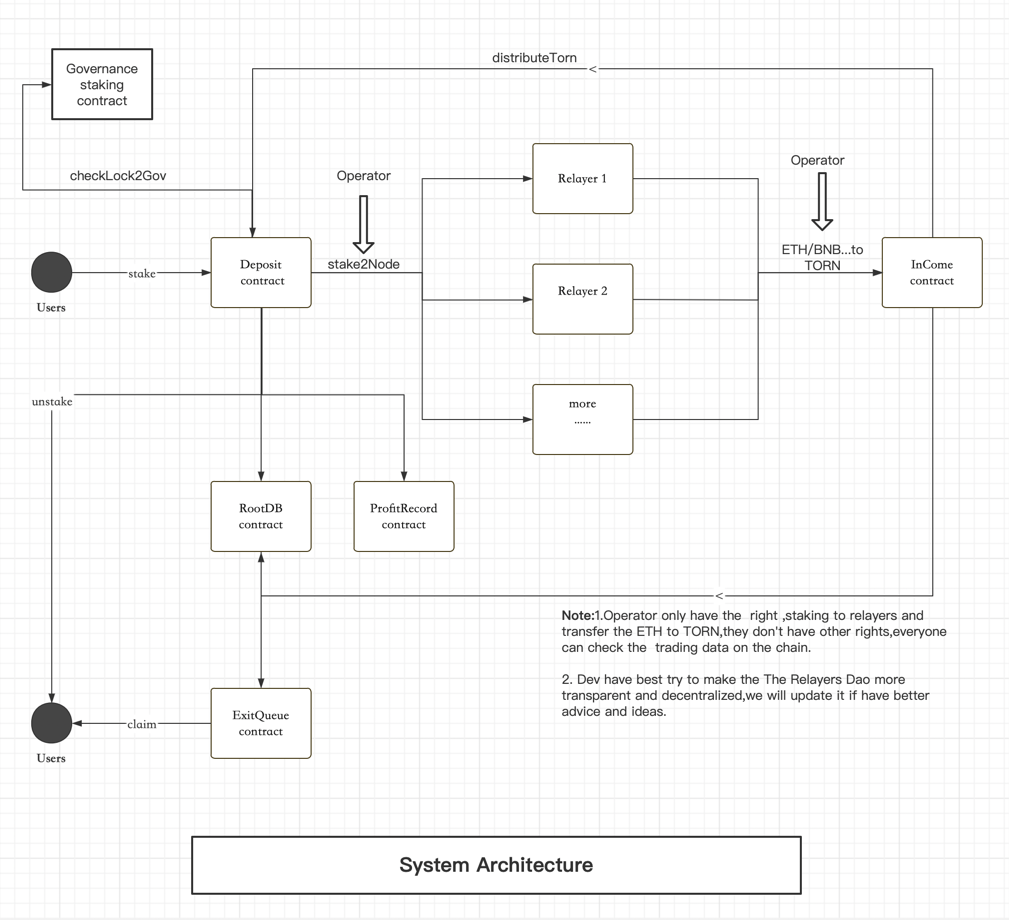 distributeTorn
<
Governance
staking
contract
checkLock2Gov
Operator
Operator
Relayer 1
ETH/BNB...to
TORN
stake
Deposit
contract
stake2Node
InCome
contract
Users
Relayer 2
unstake
more
......
RootDB
contract
ProfitRecord
contract
<
Note:1.Operator only have the  right ,staking to relayers and
transfer the ETH to TORN,they don't have other rights,everyone
can check the  trading data on the chain.
2. Dev have best try to make the The Relayers Dao more
transparent and decentralized,we will update it if have better
advice and ideas.
claim
ExitQueue
contract
Users
System Architecture